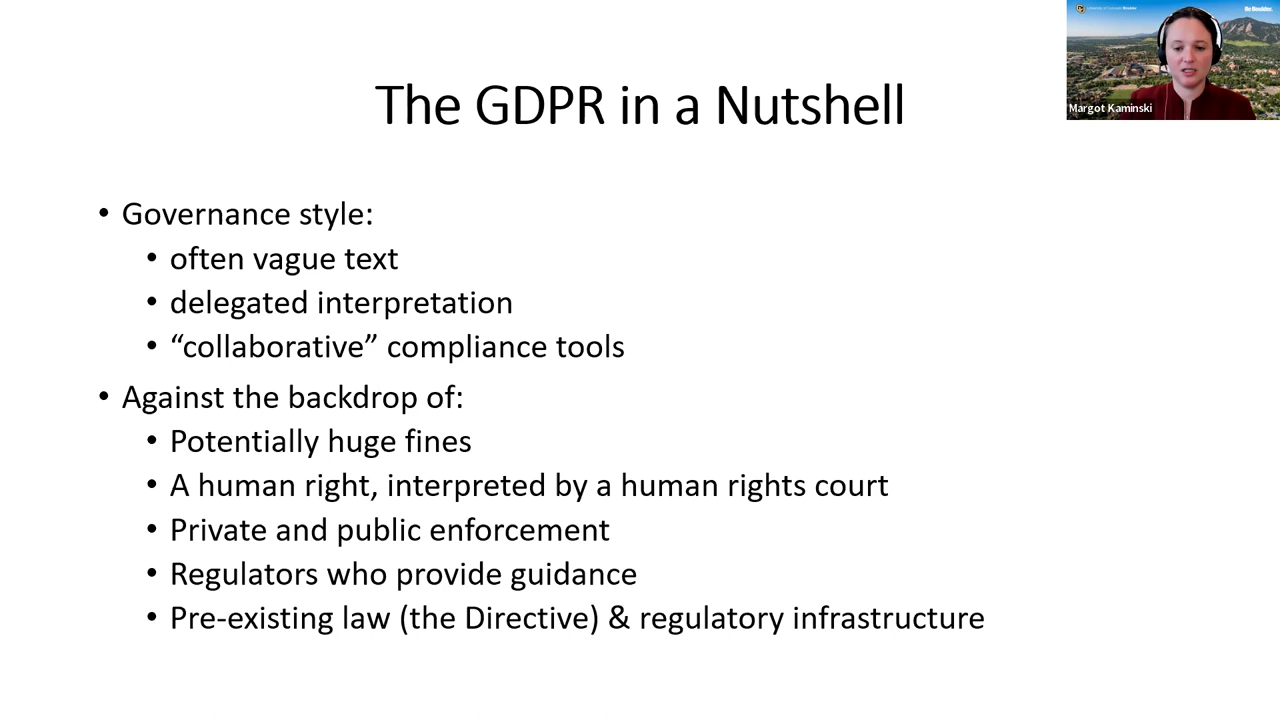 The GDPR in a Nutshell
Margot Kaminski
• Governance style:
• often vague text
• delegated interpretation
• “collaborative” compliance tools
• Against the backdrop of:
• Potentially huge fines
• A human right, interpreted by a human rights court
• Private and public enforcement
• Regulators who provide guidance
• Pre-existing law (the Directive) & regulatory infrastructure